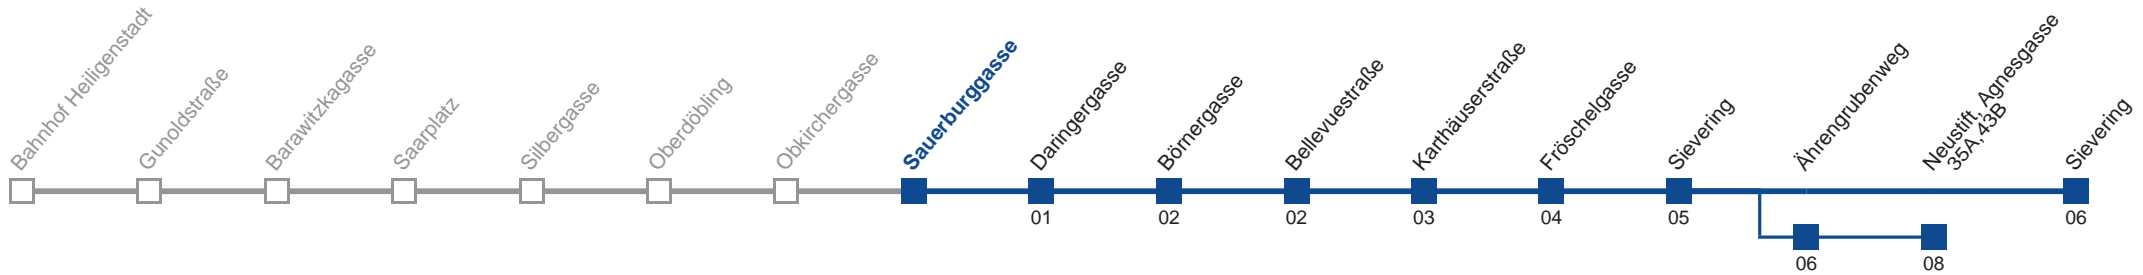 Bahnhof Heiligenstadt
Gunoldstraße
Barawitzkagasse
Saarplatz
Silbergasse
Oberdöbling
Obkirchergasse
Sauerburggasse
Daringergasse
Börnergasse
Bellevuestraße
Karthäuserstraße
Fröschelgasse
Sievering
Ährengrubenweg
Neustift, Agnesgasse
35A, 43B
Sievering
01
02
02
03
04
05
06
06
08